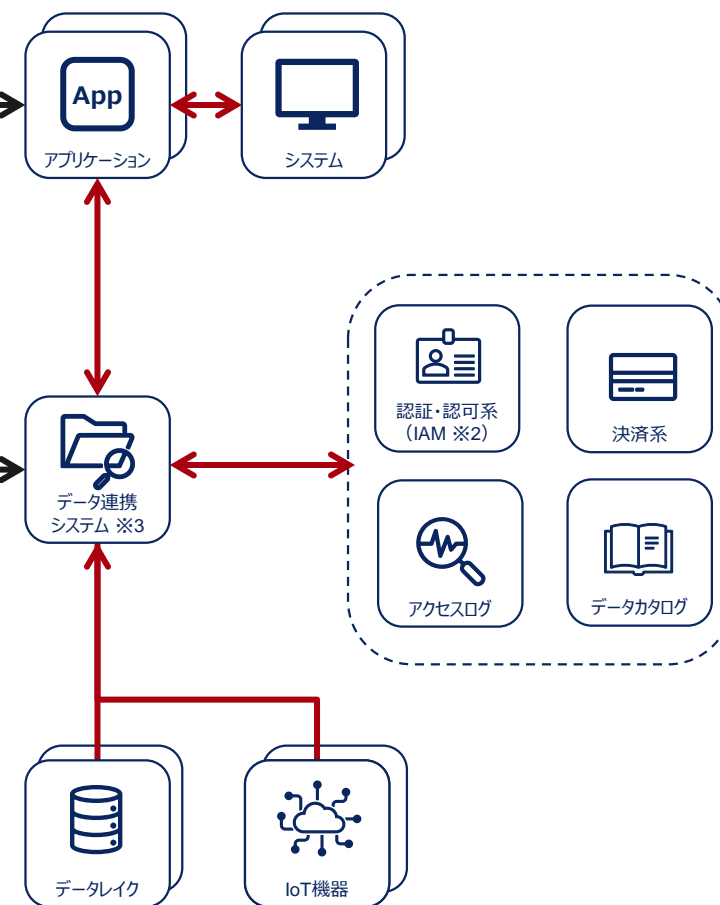 App
アプリケーション
システム
認証・認可系
（IAM ※2）
決済系
データ連携
システム ※3
アクセスログ
データカタログ
データレイク
IoT機器